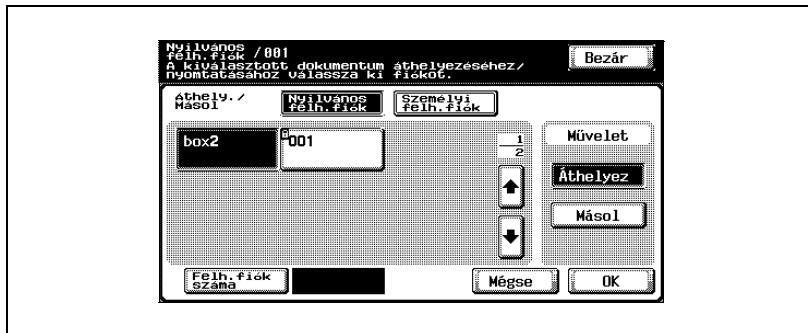 Nyilvános
félh.fiók /001
A kiválasztott dokumentum áthelyezéséhez/
nyomtatásához válassza ki fiókot.
Bezár
Áthely./
Másol
Nyilvános
félh.fiók
Személyi
félh.fiók
box2
001
1
2
Művelet
Áthelyez
Másol
Felh.fiók
száma
Mégse
OK